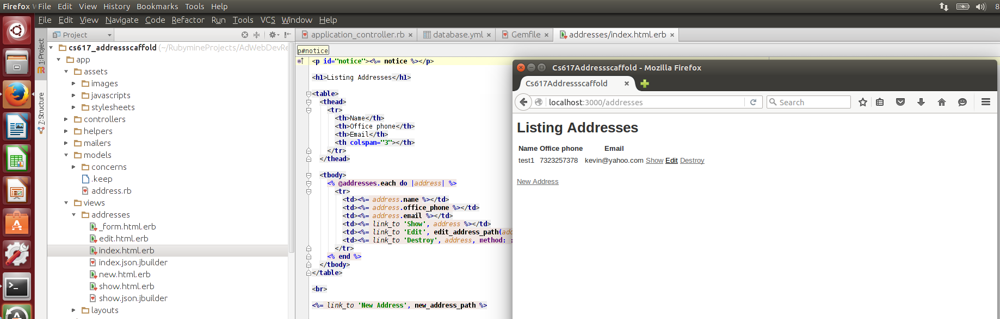 Firefox W File Edit View History Bookmarks Tools Help
8
File Edit View Navigate Code Refactor Run Tools VCS Window Help
1: Project
7: Structure
Project
cs617_addressscaffold (~/RubymineProjects/AdWebDevRe
app
assets
images
javascripts
stylesheets
controllers
helpers
mailers
models
concerns
.keep
address.rb
views
addresses
_form.html.erb
edit.html.erb
index.html.erb
index.json.jbuilder
new.html.erb
show.html.erb
show.json.jbuilder
layouts
application_controller.rb
database.yml
Gemfile
addresses/index.html.erb
p#notice
<p id="notice"><%= notice %></p>
<h1>Listing Addresses</h1>
<table>
<thead>
<tr>
<th>Name</th>
<th>Office phone</th>
<th>Email</th>
<th colspan="3"></th>
</tr>
</thead>
<tbody>
<% @addresses.each do |address| %>
<tr>
<td><%= address.name %></td>
<td><%= address.office_phone %></td>
<td><%= address.email %></td>
<td><%= link_to 'Show', address %></td>
<td><%= link_to 'Edit', edit_address_path(ad
<td><%= link_to 'Destroy', address, method: :
</tr>
<% end %>
</tbody>
</table>
<br>
<%= link_to 'New Address', new_address_path %>
Cs617Addressscaffold - Mozilla Firefox
Cs617Addressscaffold
localhost:3000/addresses
Search
Listing Addresses
Name Office phone Email
test1 7323257378 kevin@yahoo.com Show Edit Destroy
New Address